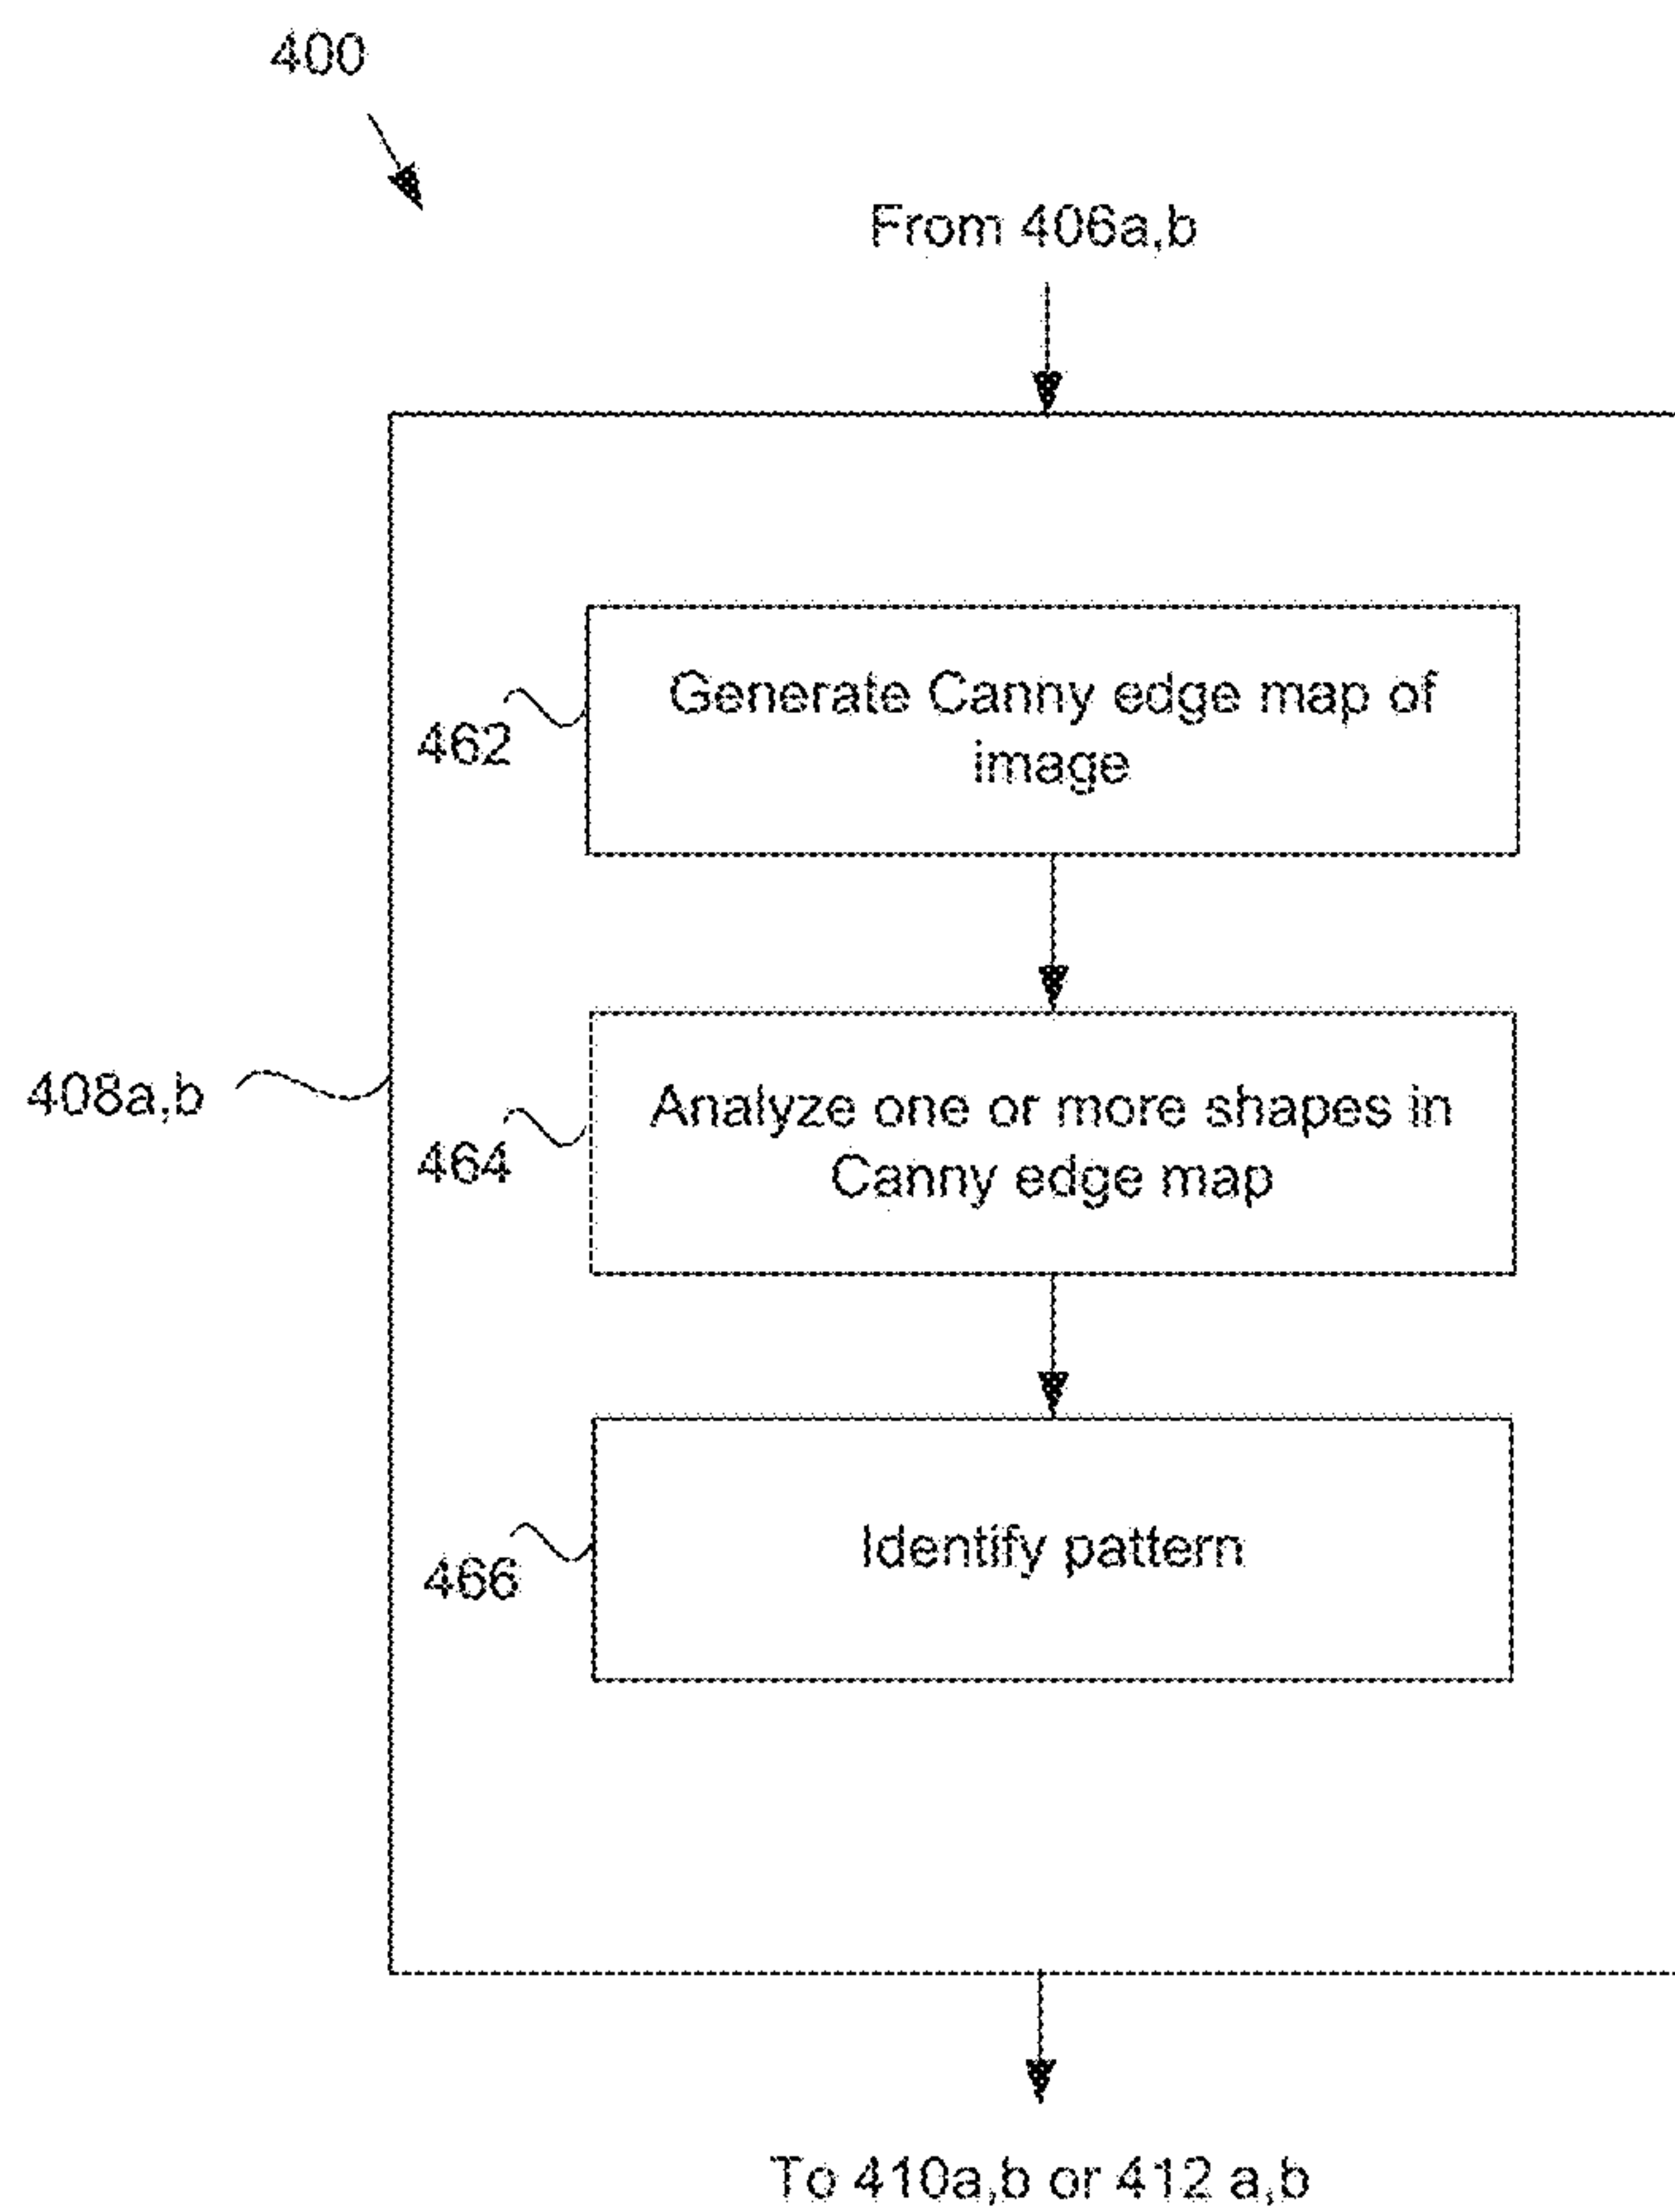 400
From 406a,b
Generate Canny edge map of
image
462
Analyze one or more shapes in
Canny edge map
408a,b
464
Identify pattern
466
To 410a,b or 412 a,b